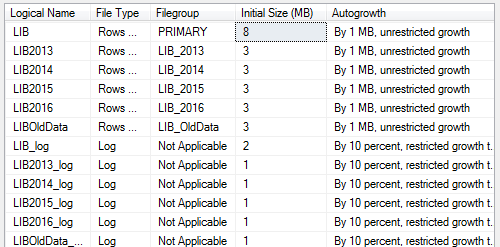 Logical Name File Type Filegroup Initial Size (MB) Autogrowth
LIB Rows ... PRIMARY 8 By 1 MB, unrestricted growth
LIB2013 Rows ... LIB_2013 3 By 1 MB, unrestricted growth
LIB2014 Rows ... LIB_2014 3 By 1 MB, unrestricted growth
LIB2015 Rows ... LIB_2015 3 By 1 MB, unrestricted growth
LIB2016 Rows ... LIB_2016 3 By 1 MB, unrestricted growth
LIBOldData Rows ... LIB_OldData 3 By 1 MB, unrestricted growth
LIB_log Log Not Applicable 2 By 10 percent, restricted growth t...
LIB2013_log Log Not Applicable 1 By 10 percent, restricted growth t...
LIB2014_log Log Not Applicable 1 By 10 percent, restricted growth t...
LIB2015_log Log Not Applicable 1 By 10 percent, restricted growth t...
LIB2016_log Log Not Applicable 1 By 10 percent, restricted growth t...
LIBOldData_... Log Not Applicable 1 By 10 percent, restricted growth t...